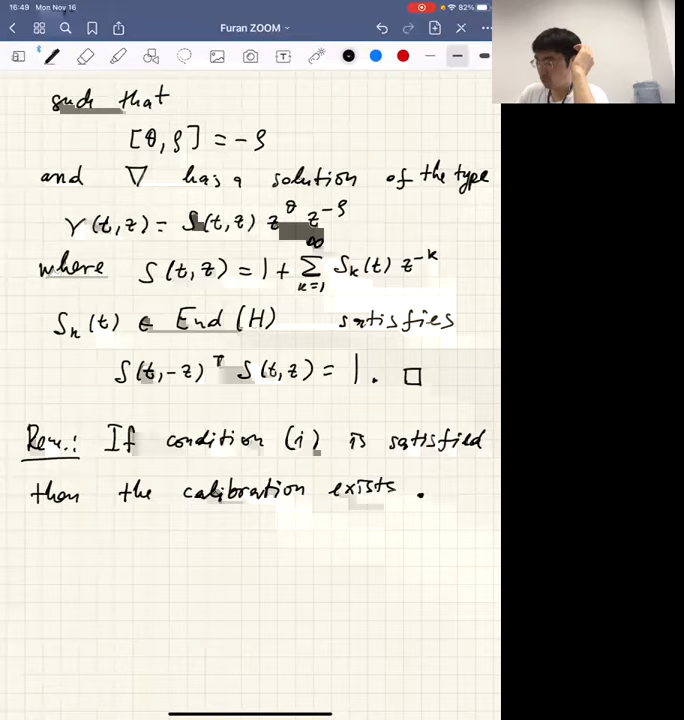 16:49 Mon Nov 16
82%
Furan ZOOM
such that
[θ, ρ] = -ρ
and ∇ has a solution of the type
Y(t,z) = S(t,z) z^θ z^{-ρ}
where S(t,z) = 1 + ∑_{k=1}^∞ S_k(t) z^{-k}
S_k(t) ∈ End(H) satisfies
S(t,-z)^T S(t,z) = 1. □
Rem.: If condition (i) is satisfied
then the calibration exists.